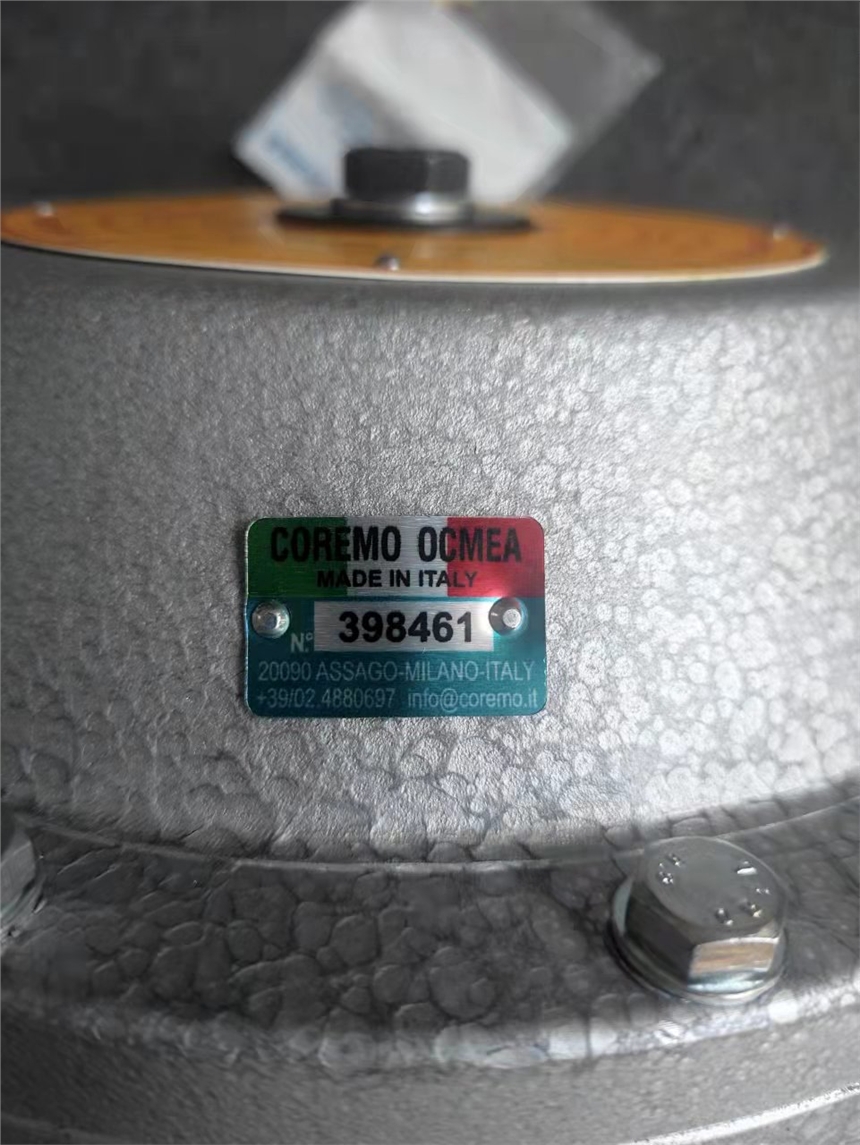 COREMO OCMEA
MADE IN ITALY
N.° 398461
20090 ASSAGO-MILANO-ITALY
+39/02.4880697 info@coremo.it